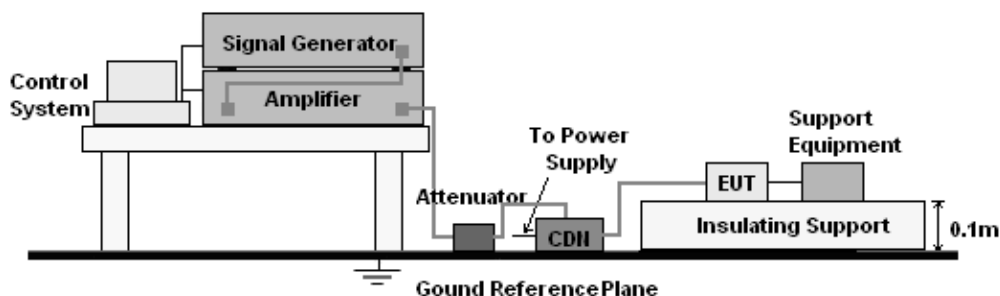 Signal Generator
Control
System
Amplifier
To Power
Supply
Support
Equipment
Attenuator
EUT
CDN
Insulating Support
0.1m
Gound Reference Plane